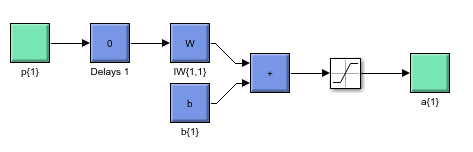 0
W
p{1}
Delays 1
IW{1,1}
+
b
b{1}
a{1}